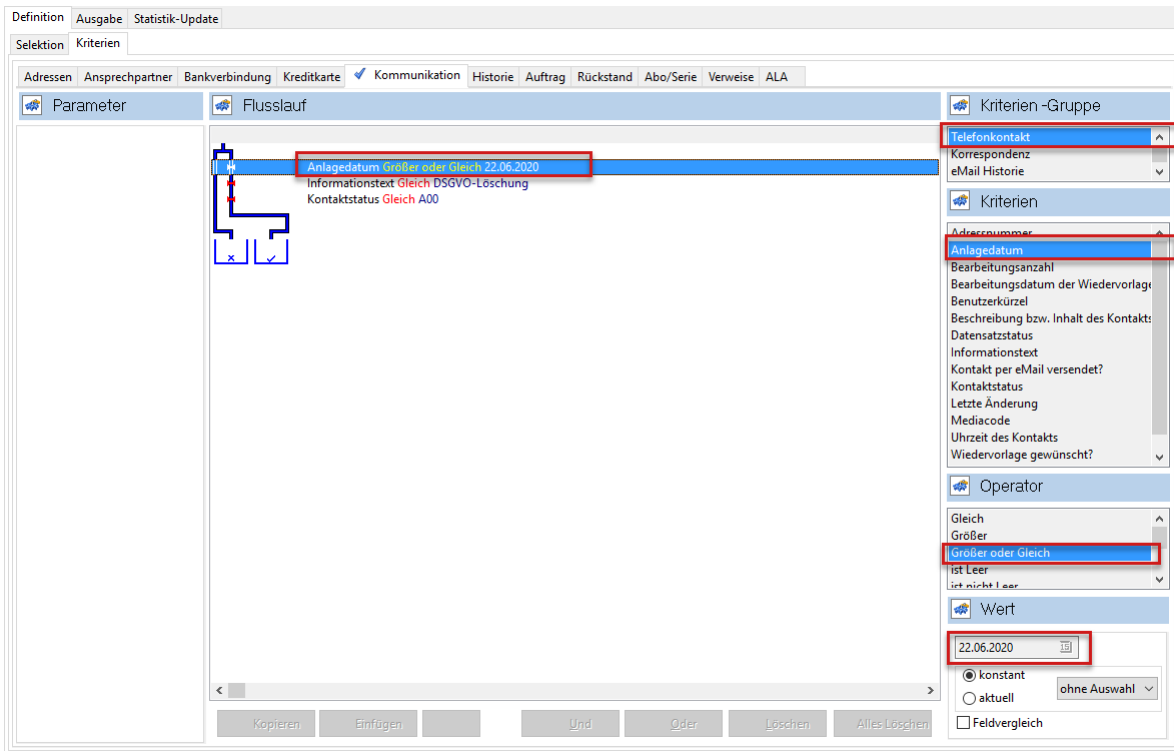 Definition Ausgabe Statistik-Update
Selektion Kriterien
Adressen Ansprechpartner Bankverbindung Kreditkarte Kommunikation Historie Auftrag Rückstand Abo/Serie Verweise ALA
Parameter
Flusslauf
Anlagedatum Größer oder Gleich 22.06.2020
Informationstext Gleich DSGVO-Löschung
Kontaktstatus Gleich A00
Kopieren Einfügen Und Oder Löschen Alles Löschen
Kriterien -Gruppe
Telefonkontakt
Korrespondenz
eMail Historie
Kriterien
Adressnummer
Anlagedatum
Bearbeitungsanzahl
Bearbeitungsdatum der Wiedervorlage
Benutzerkürzel
Beschreibung bzw. Inhalt des Kontakts
Datensatzstatus
Informationstext
Kontakt per eMail versendet?
Kontaktstatus
Letzte Änderung
Mediacode
Uhrzeit des Kontakts
Wiedervorlage gewünscht?
Operator
Gleich
Größer
Größer oder Gleich
ist Leer
ist nicht Leer
Wert
22.06.2020 15
konstant
aktuell
ohne Auswahl
Feldvergleich